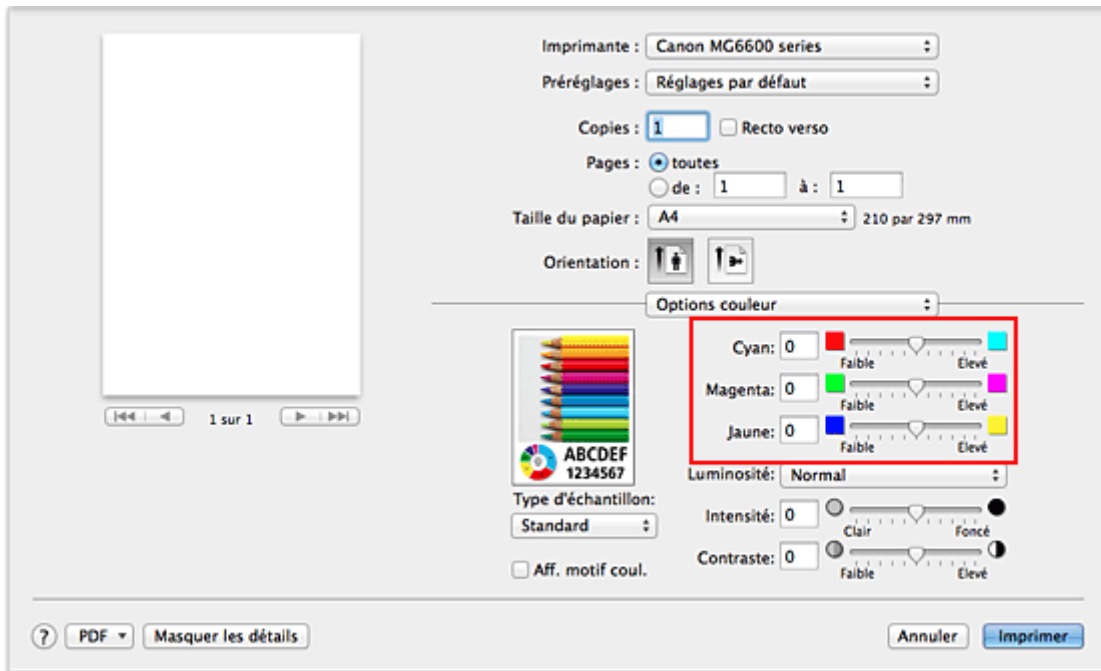 Imprimante : Canon MG6600 series
Préréglages : Réglages par défaut
Copies : 1 Recto verso
Pages : toutes
de : 1 à : 1
Taille du papier : A4 210 par 297 mm
Orientation :
Options couleur
Cyan: 0
Faible Elevé
Magenta: 0
Faible Elevé
Jaune: 0
Faible Elevé
1 sur 1
ABCDEF
1234567
Luminosité: Normal
Type d'échantillon:
Standard
Intensité: 0
Clair Foncé
Contraste: 0
Faible Elevé
Aff. motif coul.
? PDF Masquer les détails Annuler Imprimer